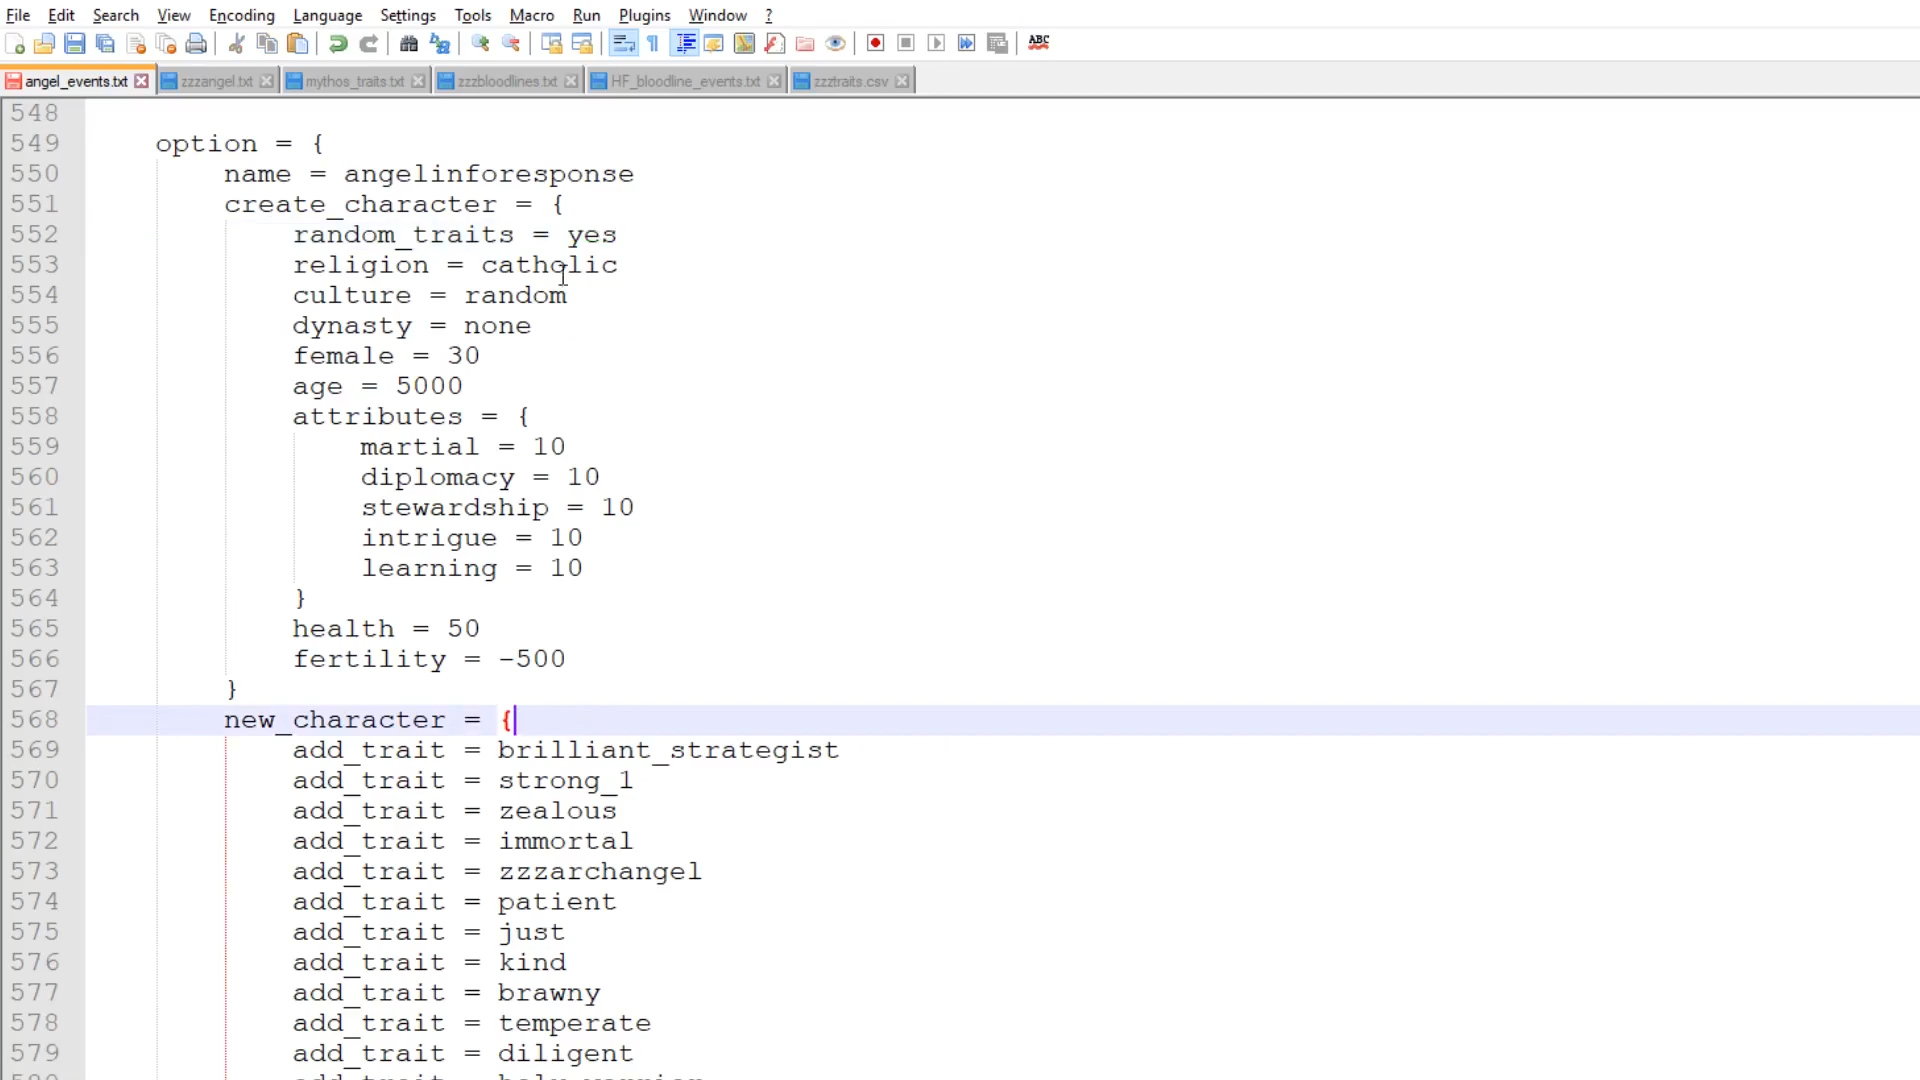 File Edit Search View Encoding Language Settings Tools Macro Run Plugins Window ?
ABC
angel_events.txt zzzangel.txt mythos_traits.txt zzzbloodlines.txt HF_bloodline_events.txt zzztraits.csv
548
549 option = {
550 name = angelinforesponse
551 create_character = {
552 random_traits = yes
553 religion = catholic
554 culture = random
555 dynasty = none
556 female = 30
557 age = 5000
558 attributes = {
559 martial = 10
560 diplomacy = 10
561 stewardship = 10
562 intrigue = 10
563 learning = 10
564 }
565 health = 50
566 fertility = -500
567 }
568 new_character = {
569 add_trait = brilliant_strategist
570 add_trait = strong_1
571 add_trait = zealous
572 add_trait = immortal
573 add_trait = zzzarchangel
574 add_trait = patient
575 add_trait = just
576 add_trait = kind
577 add_trait = brawny
578 add_trait = temperate
579 add_trait = diligent